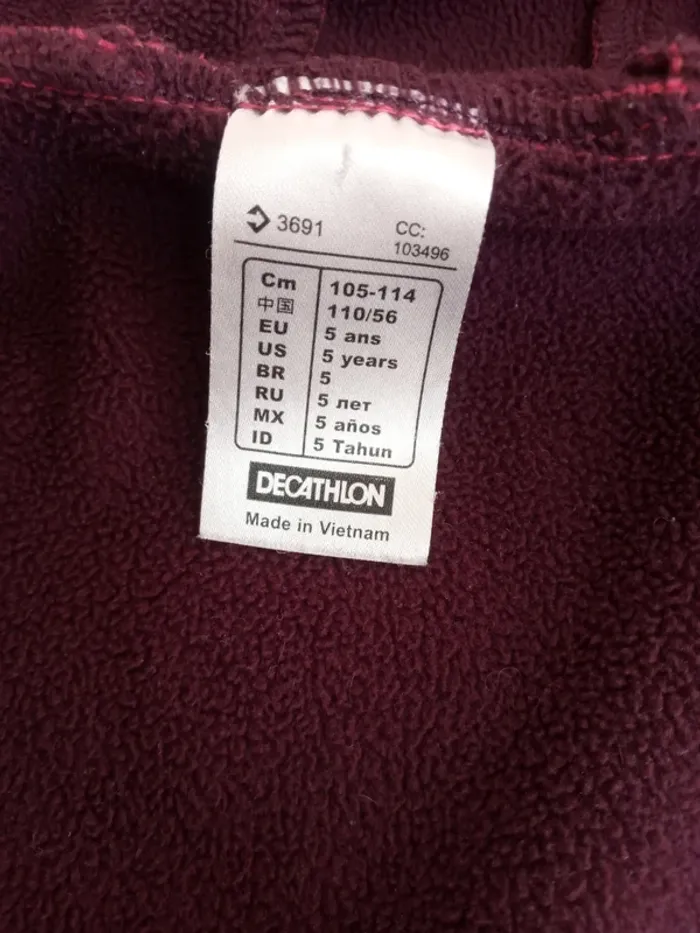 3691 CC:
103496
Cm 105-114
中国 110/56
EU 5 ans
US 5 years
BR 5
RU 5 лет
MX 5 años
ID 5 Tahun
DECATHLON
Made in Vietnam